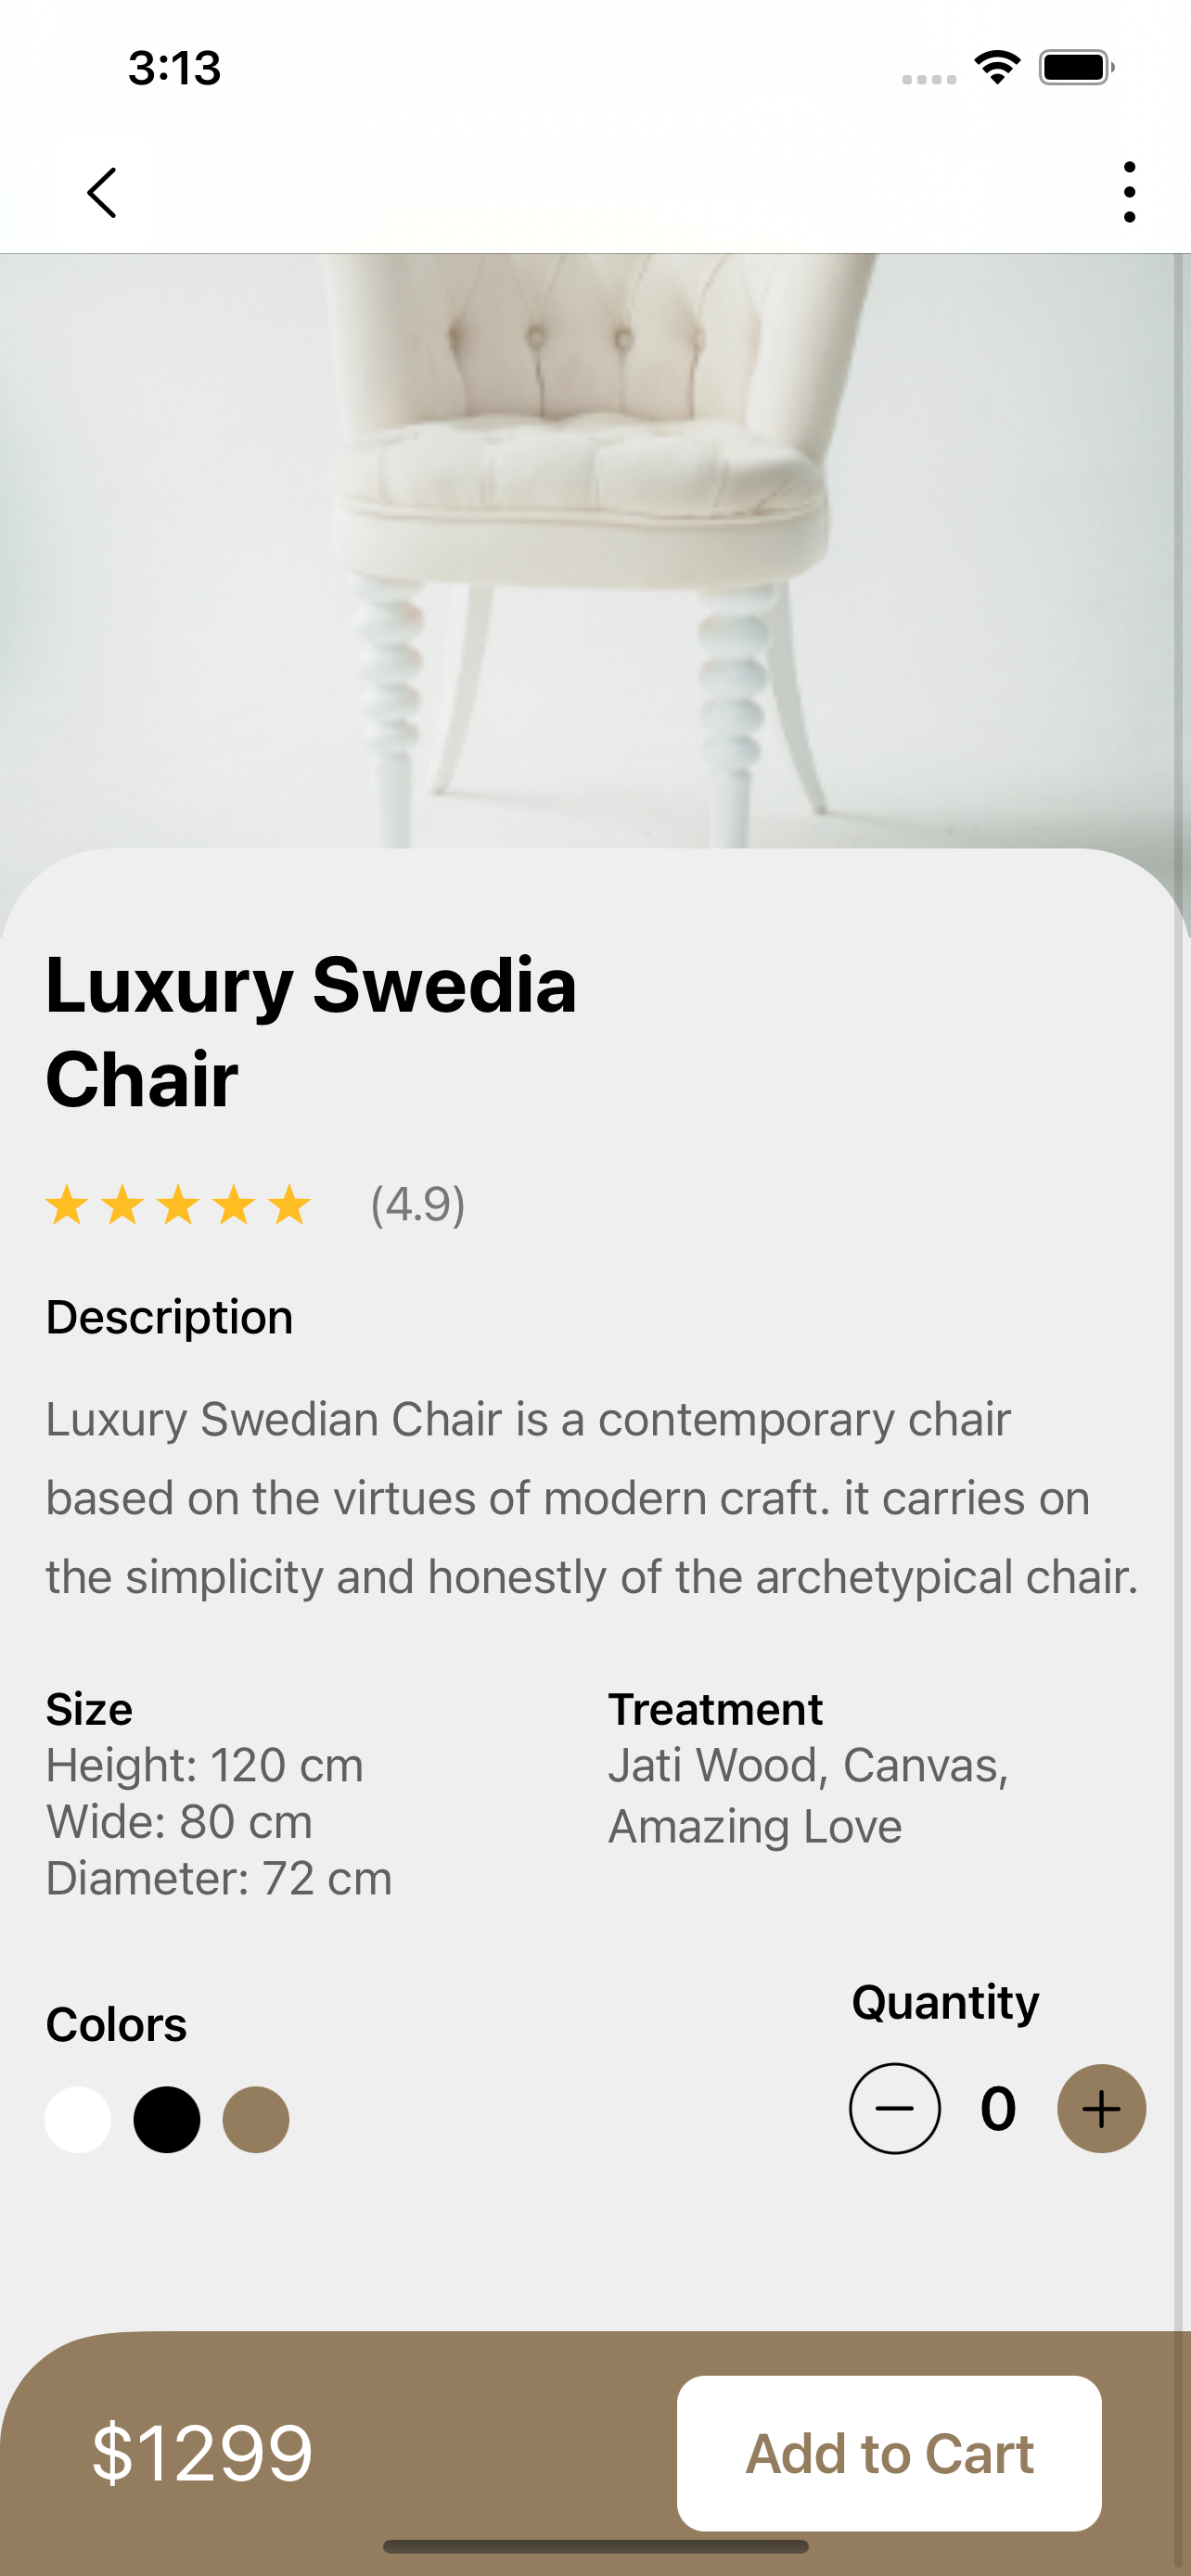 3:13
Luxury Swedia
Chair
(4.9)
Description
Luxury Swedian Chair is a contemporary chair
based on the virtues of modern craft. it carries on
the simplicity and honestly of the archetypical chair.
Size
Height: 120 cm
Wide: 80 cm
Diameter: 72 cm
Treatment
Jati Wood, Canvas,
Amazing Love
Colors
Quantity
0
$1299
Add to Cart